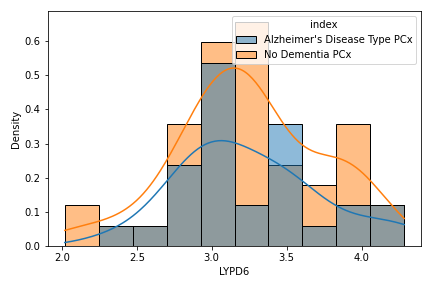 index
Alzheimer's Disease Type PCx
No Dementia PCx
0.6
0.5
0.4
0.3
0.2
0.1
0.0
Density
2.0 2.5 3.0 3.5 4.0
LYPD6